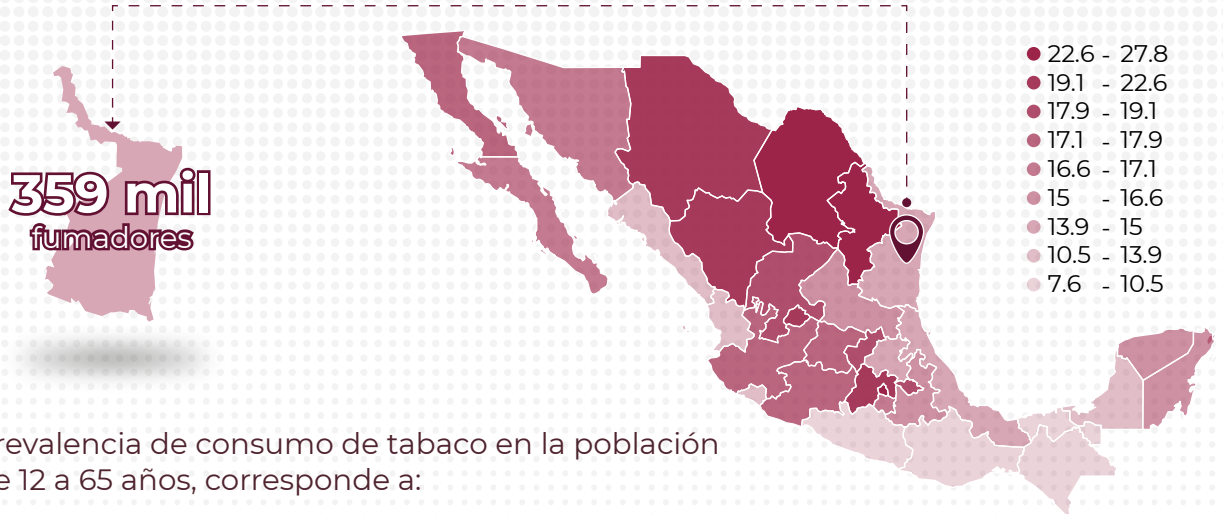 359 mil
fumadores
22.6 - 27.8
19.1 - 22.6
17.9 - 19.1
17.1 - 17.9
16.6 - 17.1
15 - 16.6
13.9 - 15
10.5 - 13.9
7.6 - 10.5
revalencia de consumo de tabaco en la población
e 12 a 65 años, corresponde a: